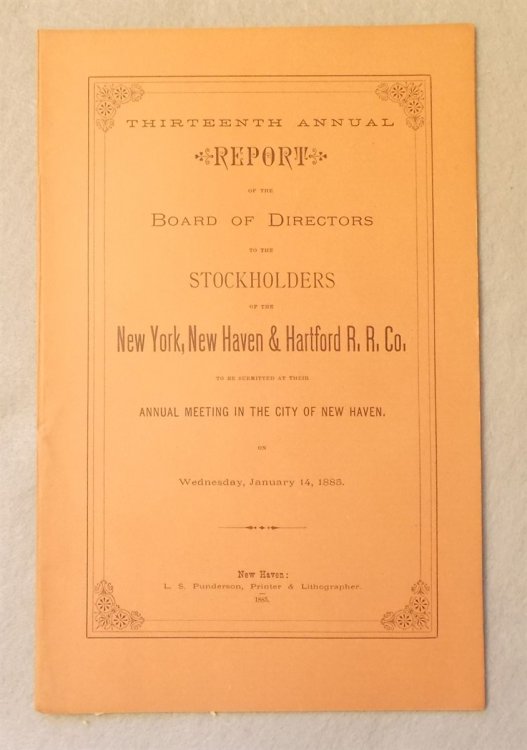 THIRTEENTH ANNUAL
REPORT
OF THE
BOARD OF DIRECTORS
TO THE
STOCKHOLDERS
OF THE
New York, New Haven & Hartford R. R. Co.
TO BE SUBMITTED AT THEIR
ANNUAL MEETING IN THE CITY OF NEW HAVEN.
ON
Wednesday, January 14, 1885.
New Haven:
L. S. Punderson, Printer & Lithographer.
1885.